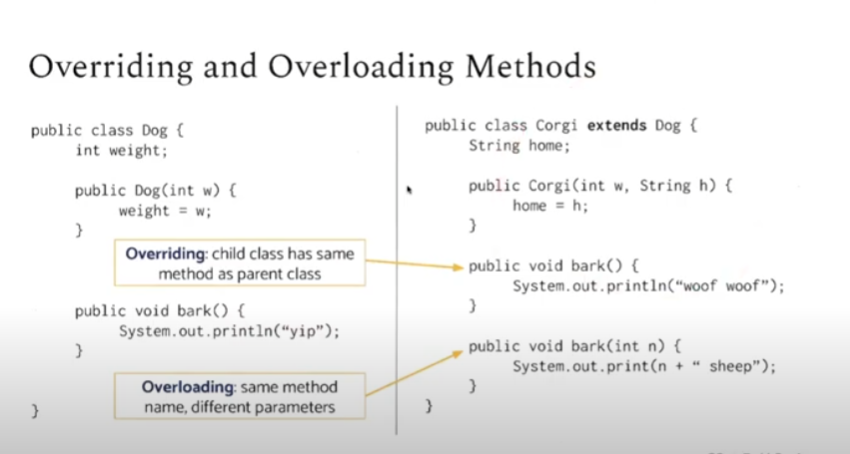 Overriding and Overloading Methods
public class Dog {
int weight;
public Dog(int w) {
weight = w;
}
Overriding: child class has same
method as parent class
public void bark() {
System.out.println(“yip”);
}
Overloading: same method
name, different parameters
}
public class Corgi extends Dog {
String home;
public Corgi(int w, String h) {
home = h;
}
public void bark() {
System.out.println(“woof woof”);
}
public void bark(int n) {
System.out.print(n + “ sheep”);
}
}